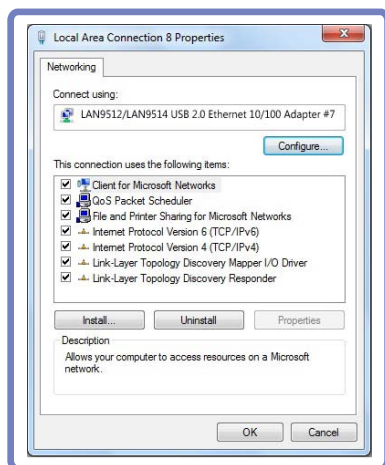 Local Area Connection 8 Properties
Networking
Connect using:
LAN9512/LAN9514 USB 2.0 Ethernet 10/100 Adapter #7
Configure...
This connection uses the following items:
Client for Microsoft Networks
QoS Packet Scheduler
File and Printer Sharing for Microsoft Networks
Internet Protocol Version 6 (TCP/IPv6)
Internet Protocol Version 4 (TCP/IPv4)
Link-Layer Topology Discovery Mapper I/O Driver
Link-Layer Topology Discovery Responder
Install... Uninstall Properties
Description
Allows your computer to access resources on a Microsoft
network.
OK Cancel